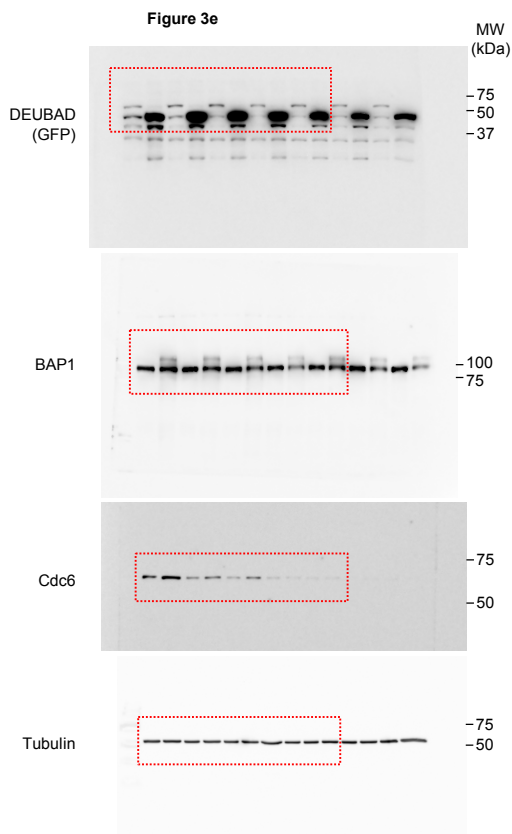 Figure 3e
MW
(kDa)
DEUBAD
(GFP)
75
50
37
BAP1
100
75
Cdc6
75
50
Tubulin
75
50